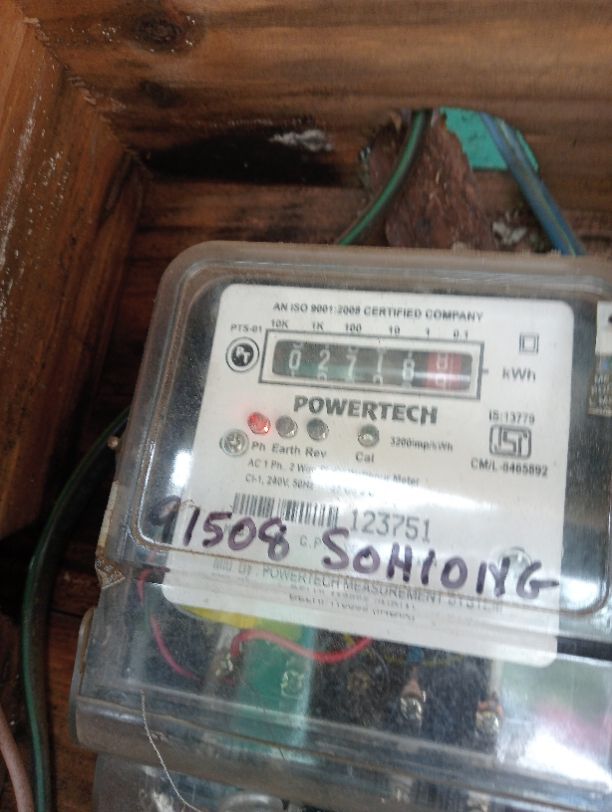 AN ISO 9001:2008 CERTIFIED COMPANY
10K 1K 100 10 1 0.1
PTS-01
0 2 7 1 8
kWh
POWERTECH
IS:13779
Ph Earth Rev Cal 3200imp/kWh
CM/L-8465892
AC 1 Ph. 2 Wire Meter
Cl-1, 240V, 50Hz
123751
91508 SOHIONG
POWERTECH MEASUREMENT SYSTEM